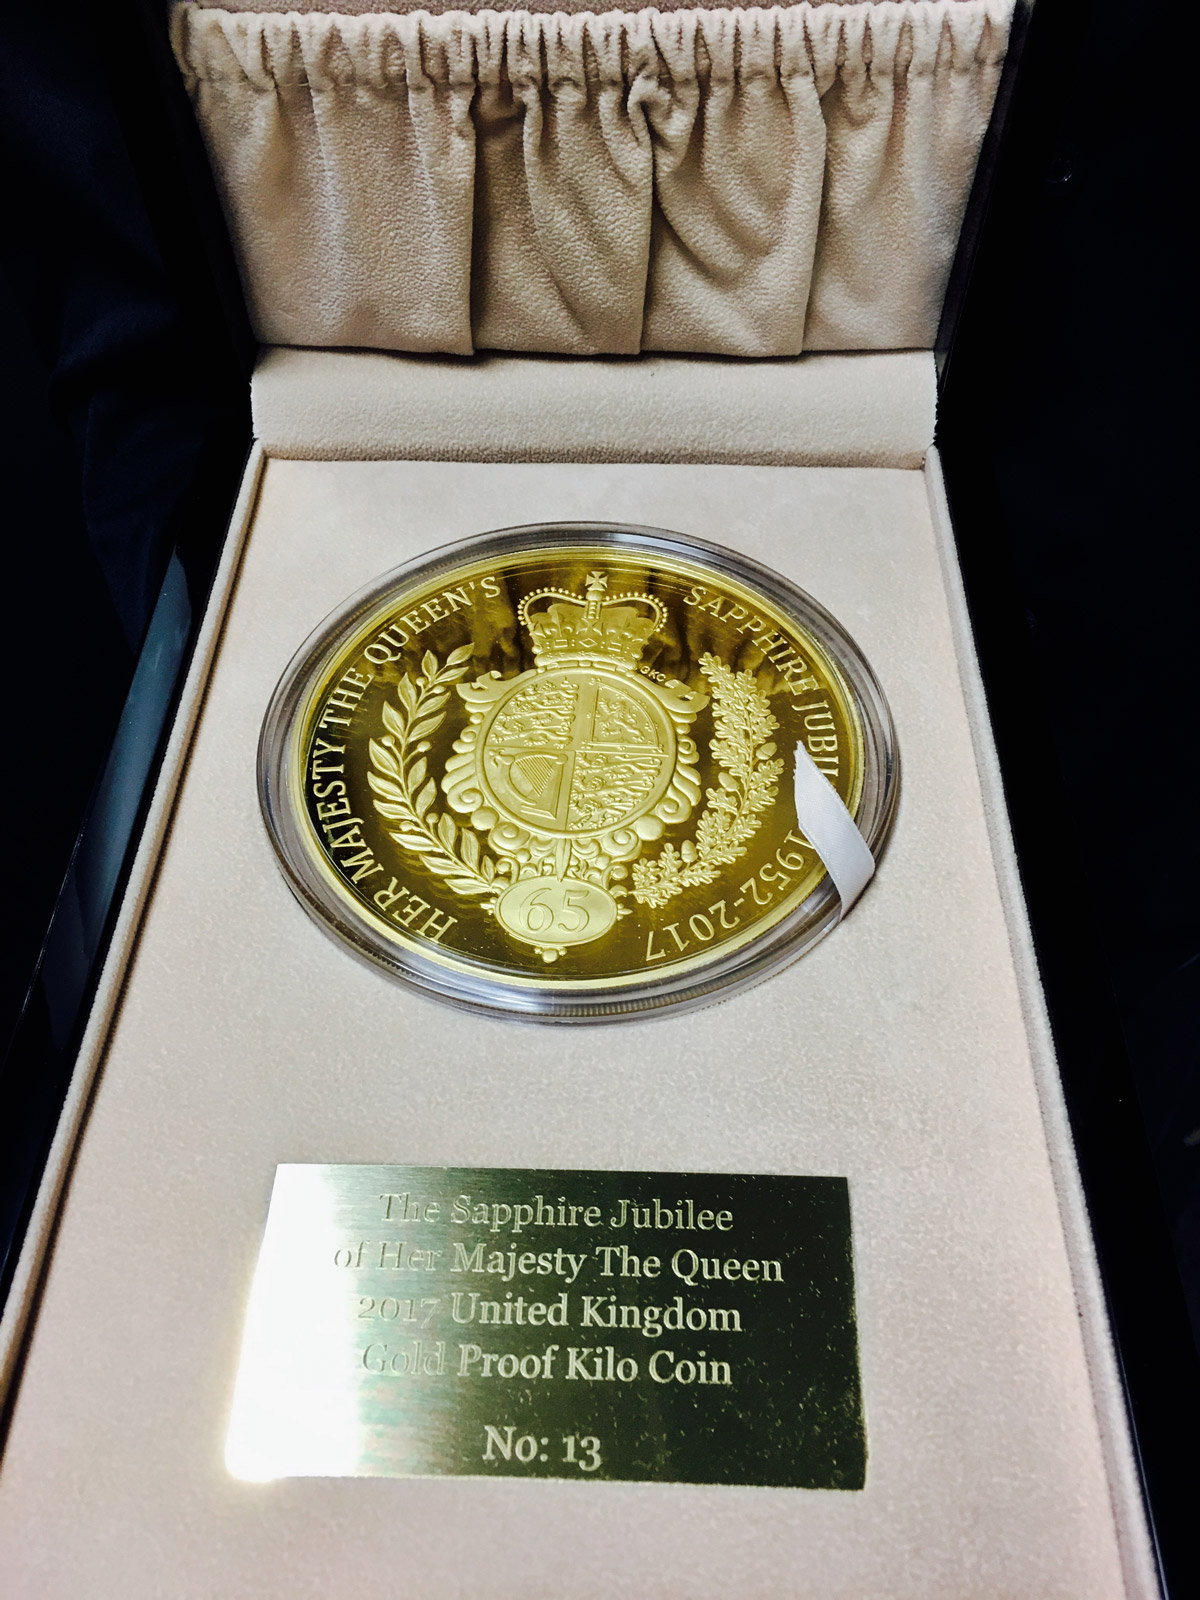 HER MAJESTY THE QUEEN'S SAPPHIRE 1952-2017
GKC
65
The Sapphire Jubilee
of Her Majesty The Queen
2017 United Kingdom
Gold Proof Kilo Coin
No: 13